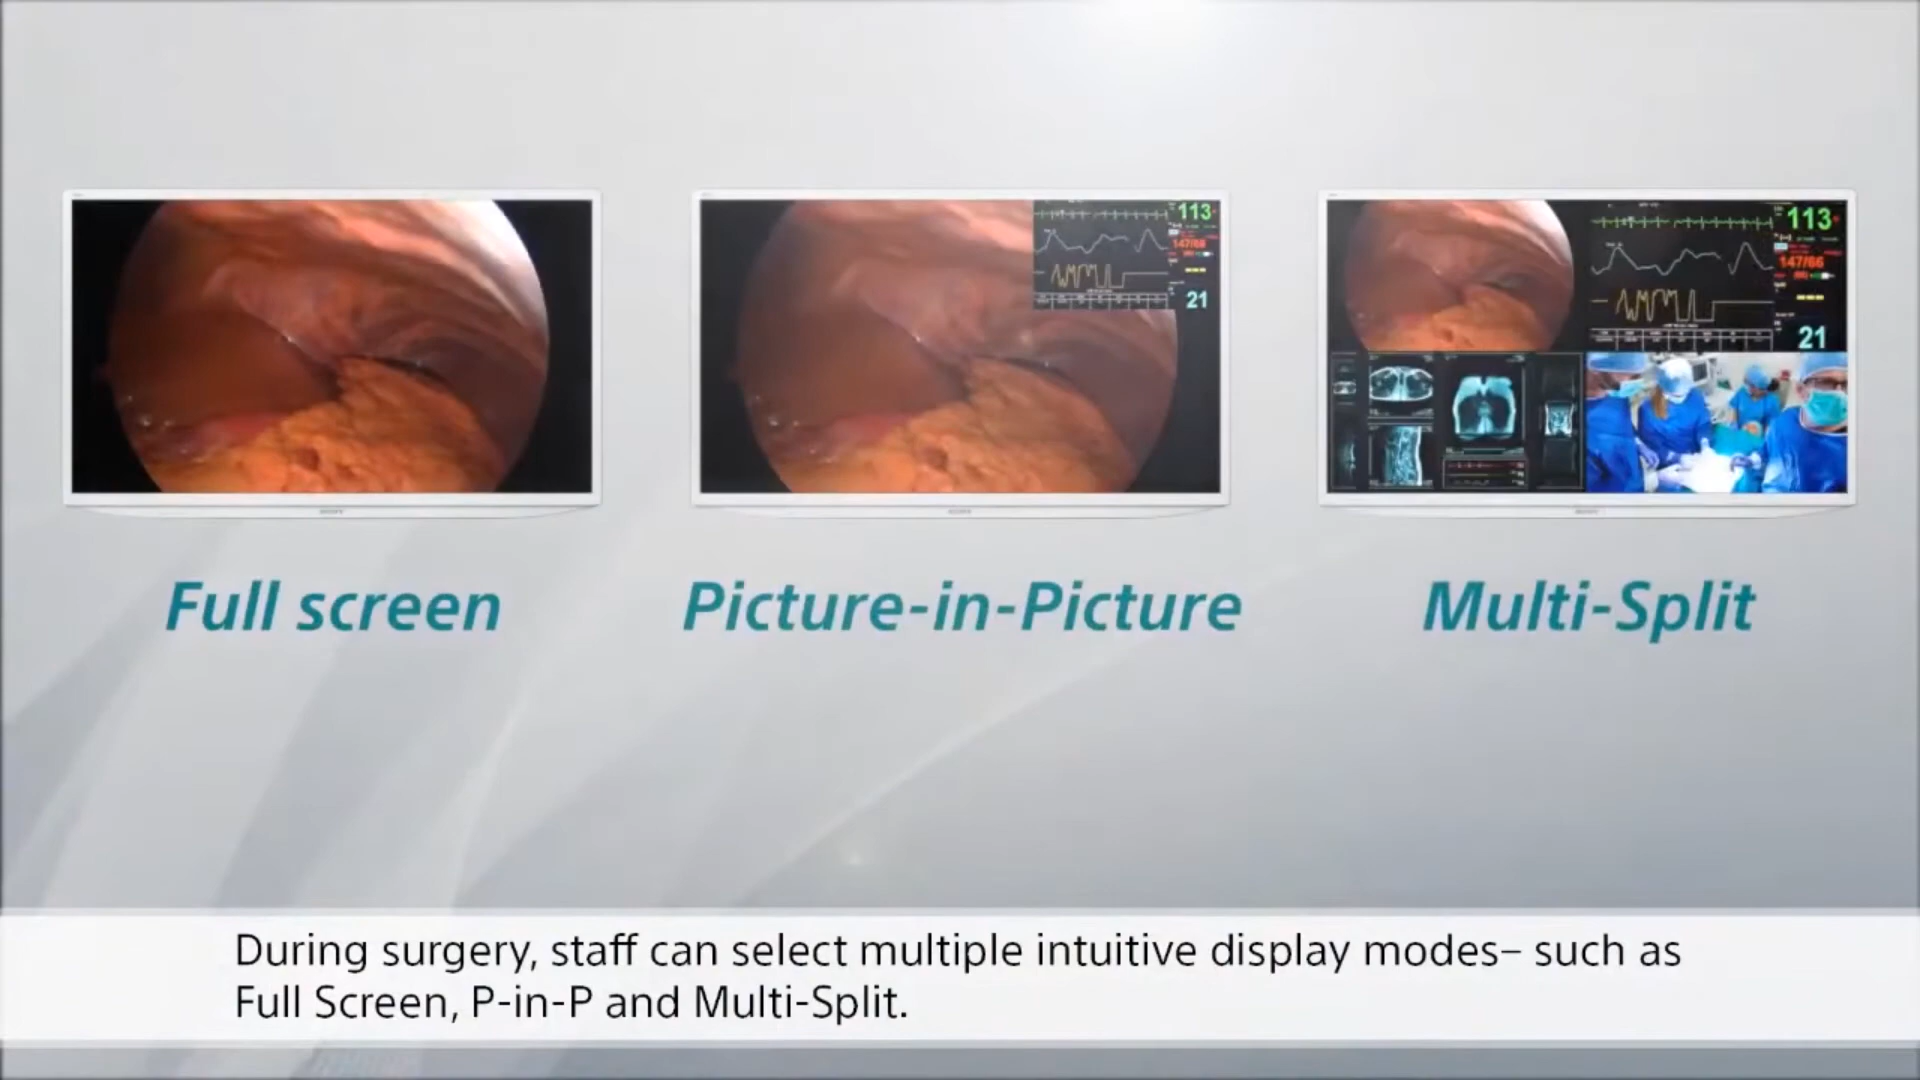 113
147/66
21
113
147/66
21
Full screen
Picture-in-Picture
Multi-Split
During surgery, staff can select multiple intuitive display modes– such as
Full Screen, P-in-P and Multi-Split.